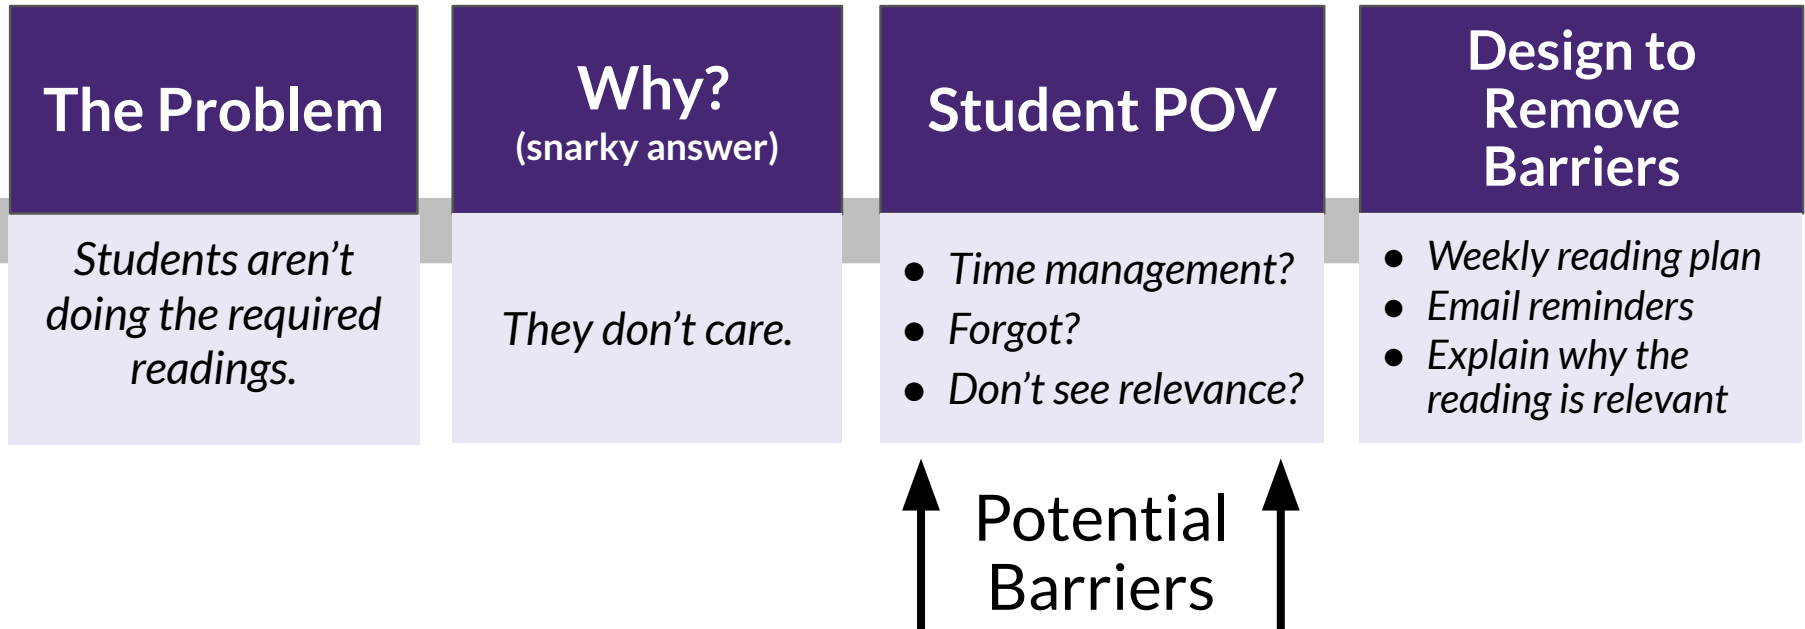 The Problem
Students aren’t
doing the required
readings.
Why?
(snarky answer)
They don’t care.
Student POV
● Time management?
● Forgot?
● Don’t see relevance?
Design to
Remove
Barriers
● Weekly reading plan
● Email reminders
● Explain why the
reading is relevant
Potential
Barriers